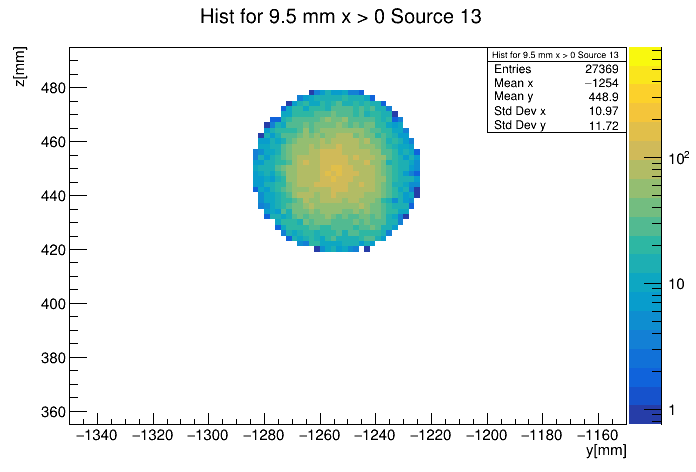 Hist for 9.5 mm x > 0 Source 13
z[mm]
Hist for 9.5 mm x > 0 Source 13
Entries 27369
Mean x −1254
Mean y 448.9
Std Dev x 10.97
Std Dev y 11.72
480
460
440
420
400
380
360
10²
10
1
−1340 −1320 −1300 −1280 −1260 −1240 −1220 −1200 −1180 −1160
y[mm]